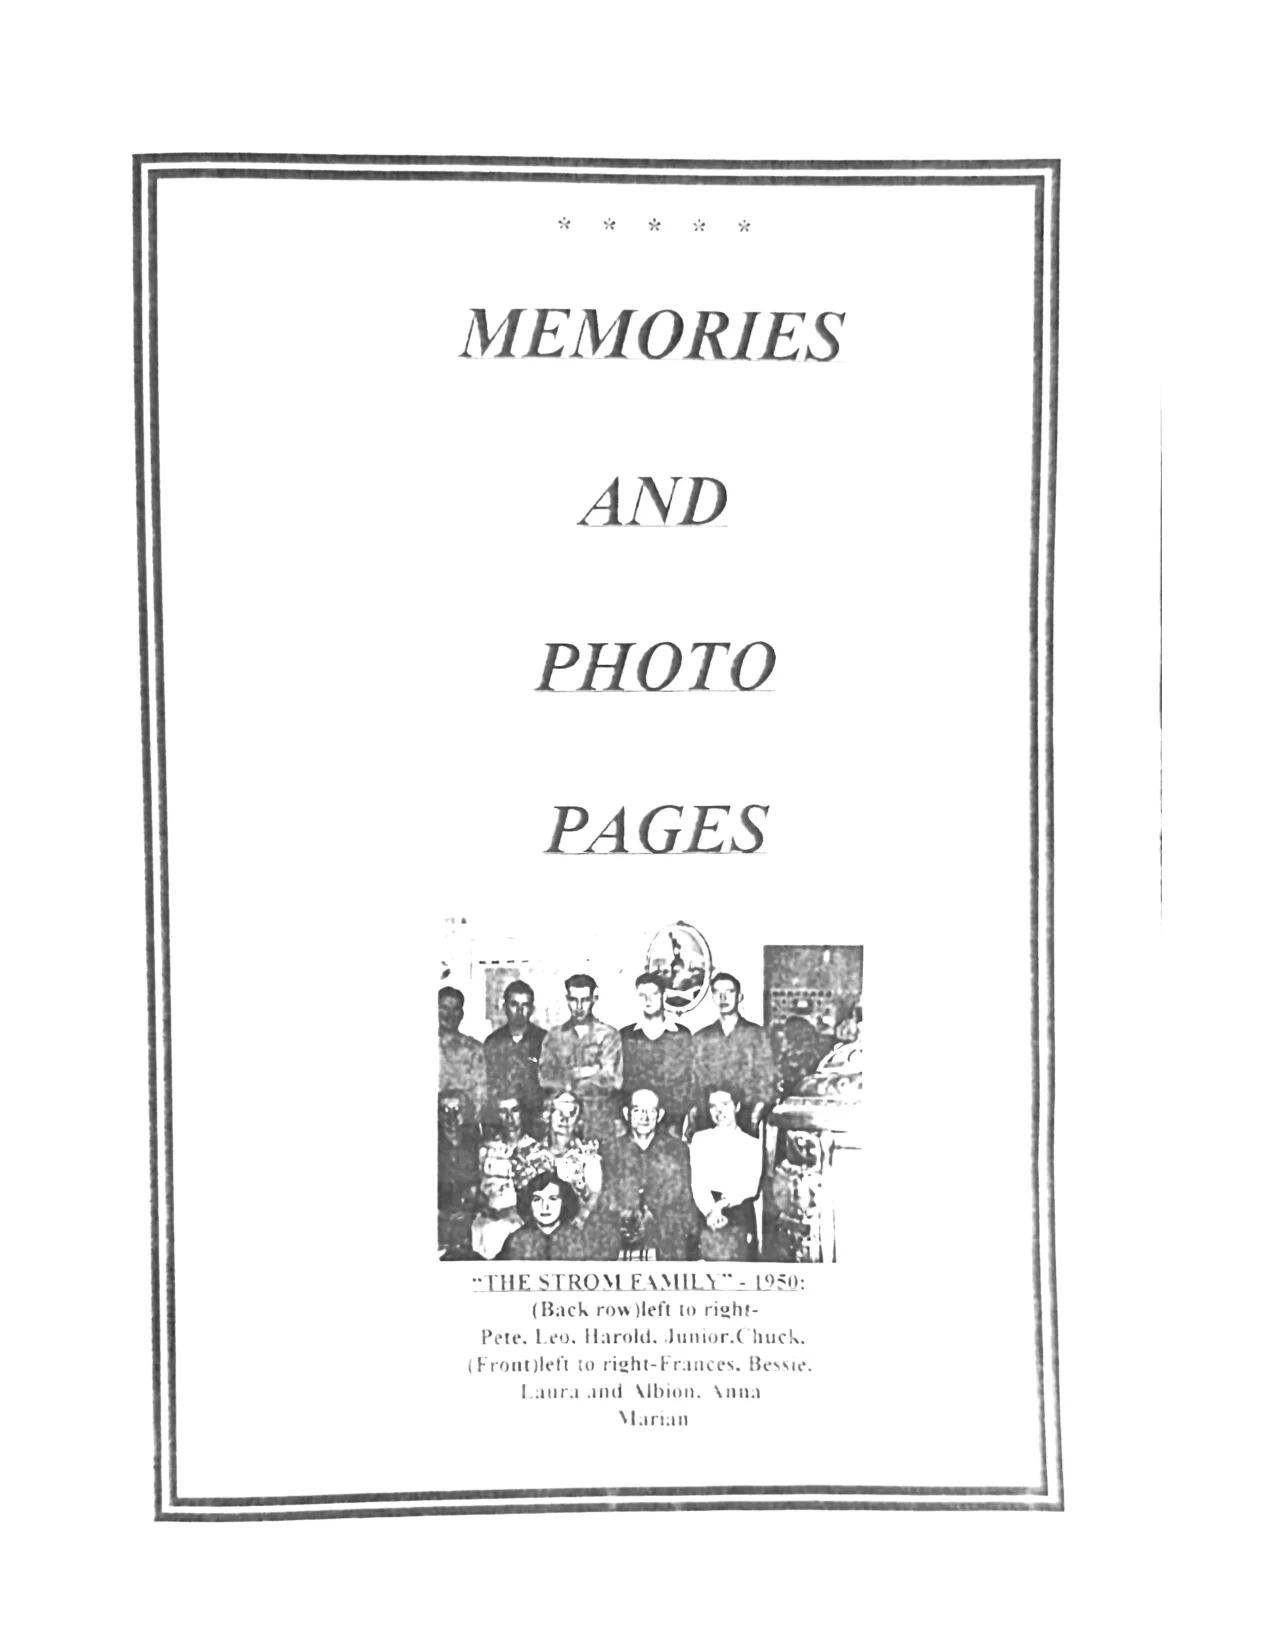 * * * * *
MEMORIES
AND
PHOTO
PAGES
“THE STROM FAMILY” - 1950:
(Back row)left to right-
Pete, Leo, Harold, Junior,Chuck,
(Front)left to right-Frances, Bessie,
Laura and Albion, Anna
Marian